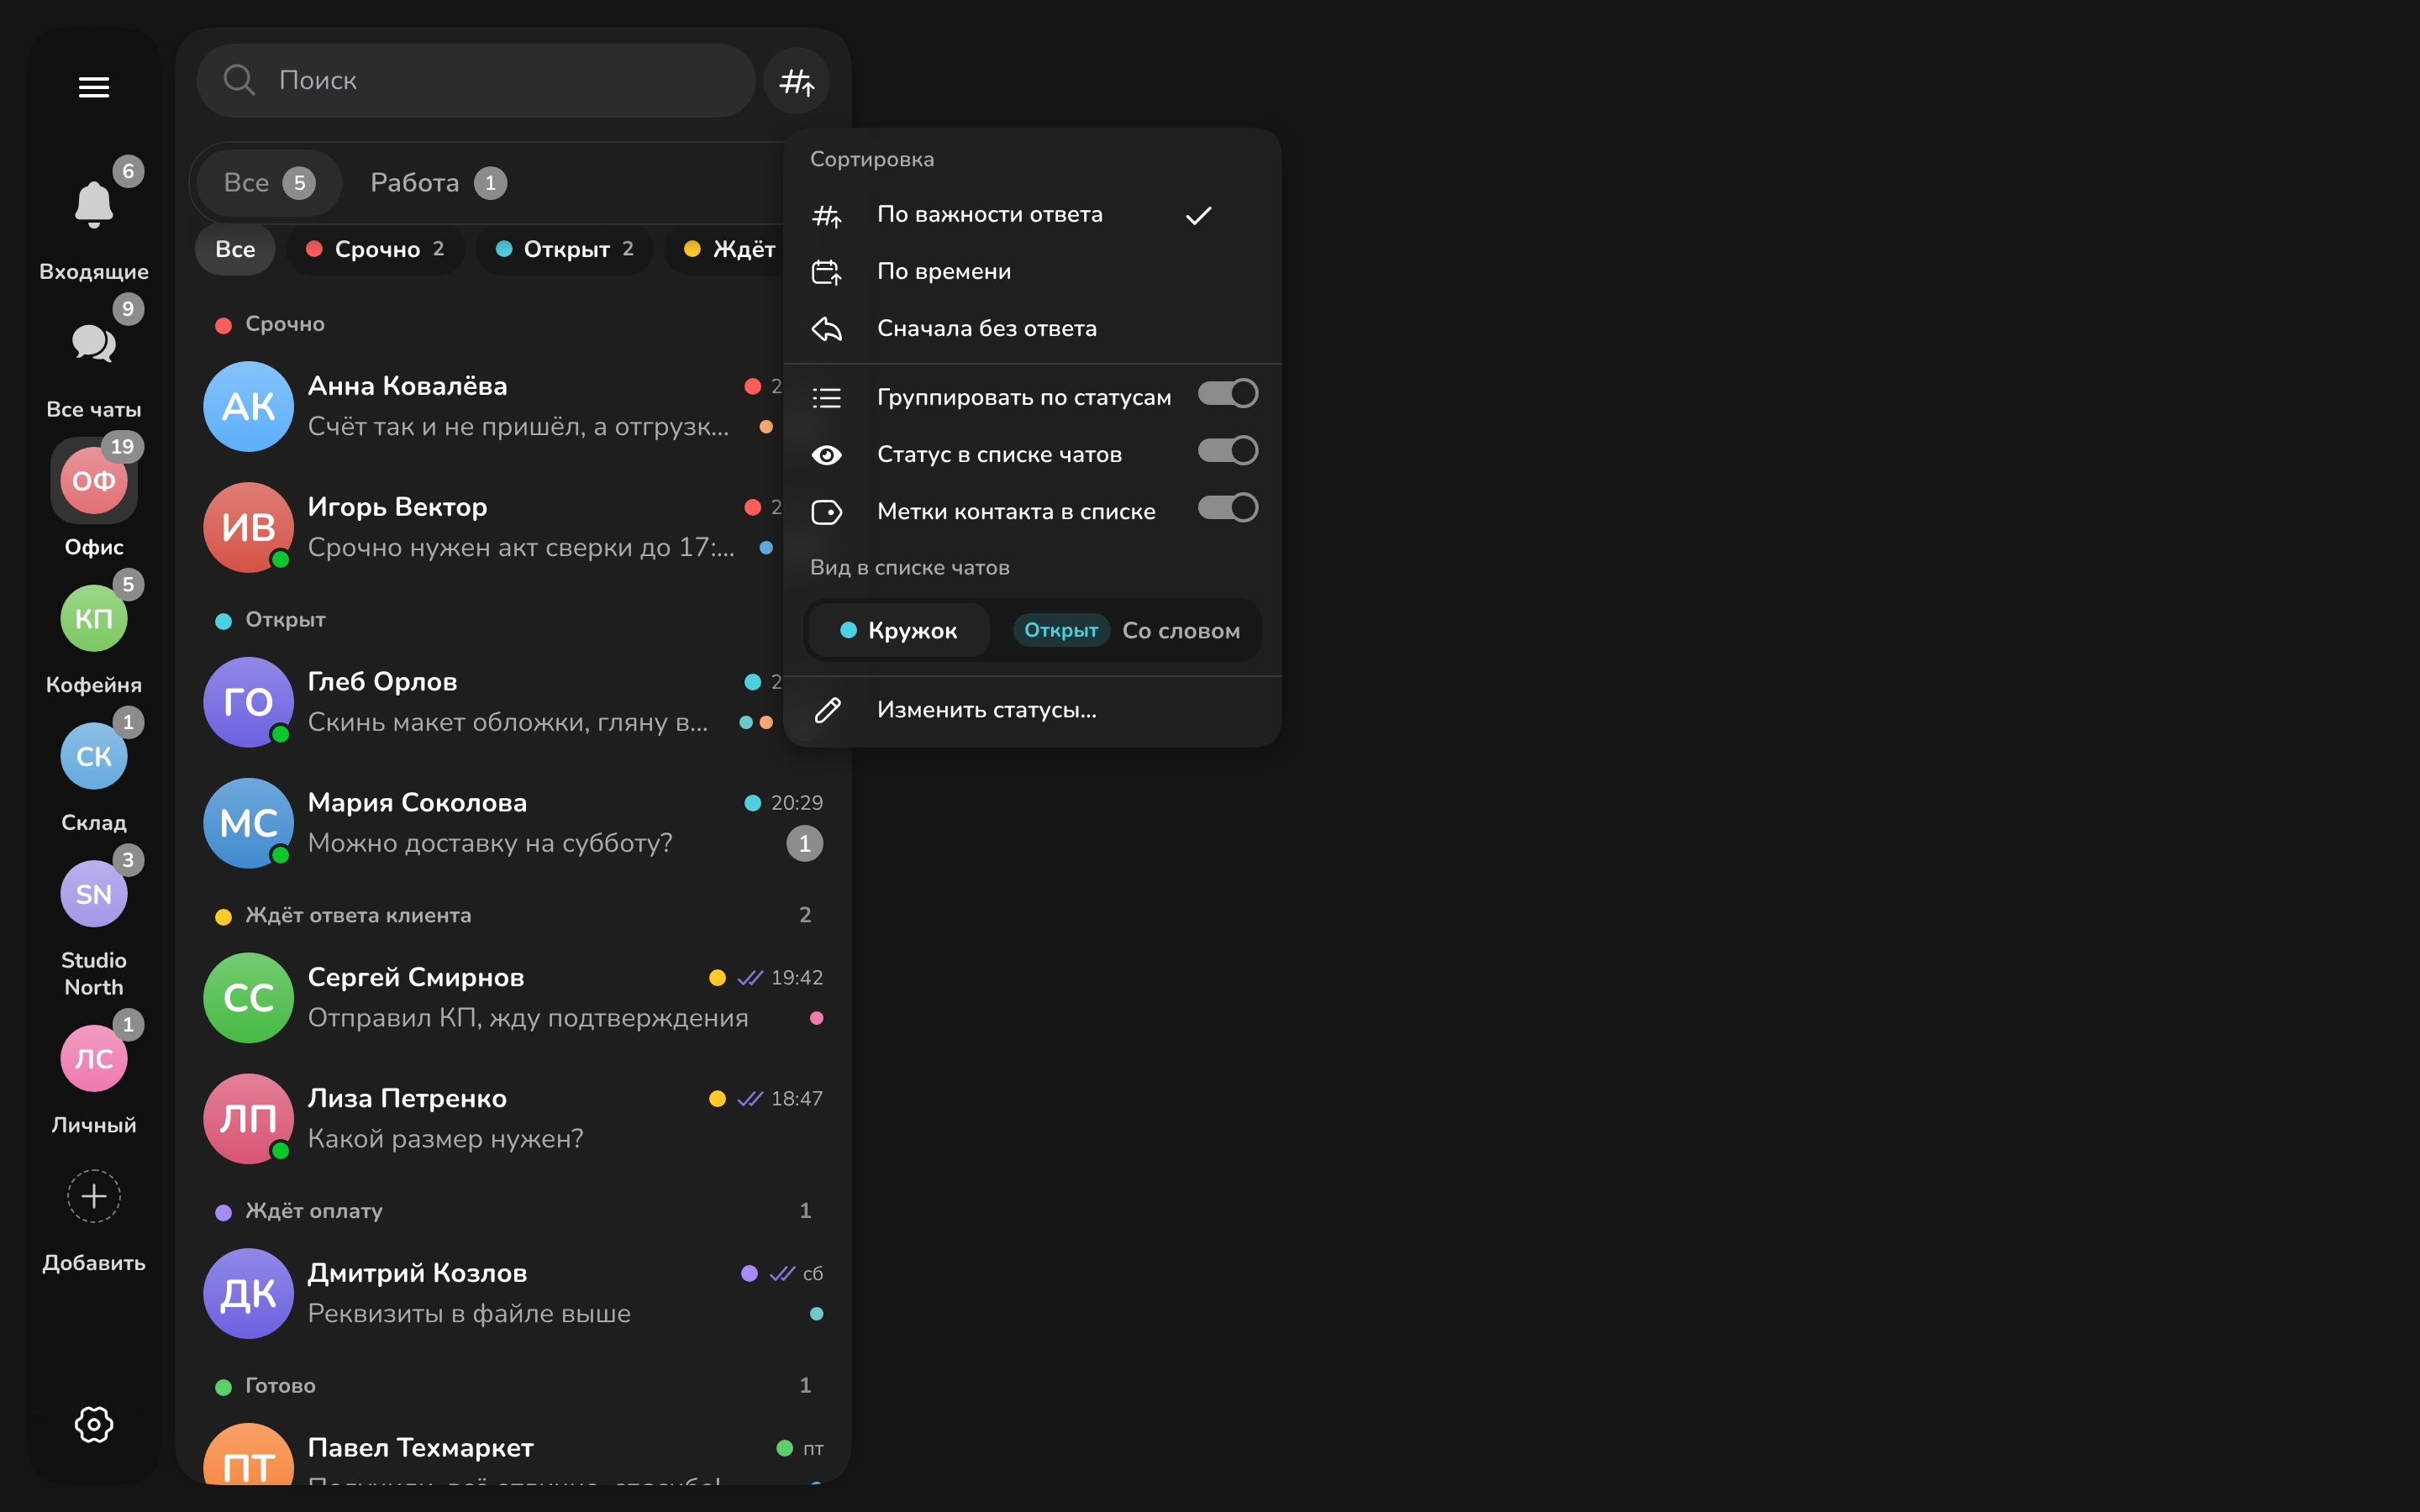 6
Входящие
9
Все чаты
19
ОФ
Офис
5
КП
Кофейня
1
СК
Склад
3
SN
Studio
North
1
ЛС
Личный
Добавить
Поиск
Все 5 Работа 1
Все Срочно 2 Открыт 2 Ждёт
Срочно
АК
Анна Ковалёва
Счёт так и не пришёл, а отгрузк...
ИВ
Игорь Вектор
Срочно нужен акт сверки до 17:...
Открыт
ГО
Глеб Орлов
Скинь макет обложки, гляну в...
МС
Мария Соколова 20:29
Можно доставку на субботу? 1
Ждёт ответа клиента 2
СС
Сергей Смирнов 19:42
Отправил КП, жду подтверждения
ЛП
Лиза Петренко 18:47
Какой размер нужен?
Ждёт оплату 1
ДК
Дмитрий Козлов сб
Реквизиты в файле выше
Готово 1
ПТ
Павел Техмаркет пт
Сортировка
По важности ответа
По времени
Сначала без ответа
Группировать по статусам
Статус в списке чатов
Метки контакта в списке
Вид в списке чатов
Кружок Открыт Со словом
Изменить статусы...